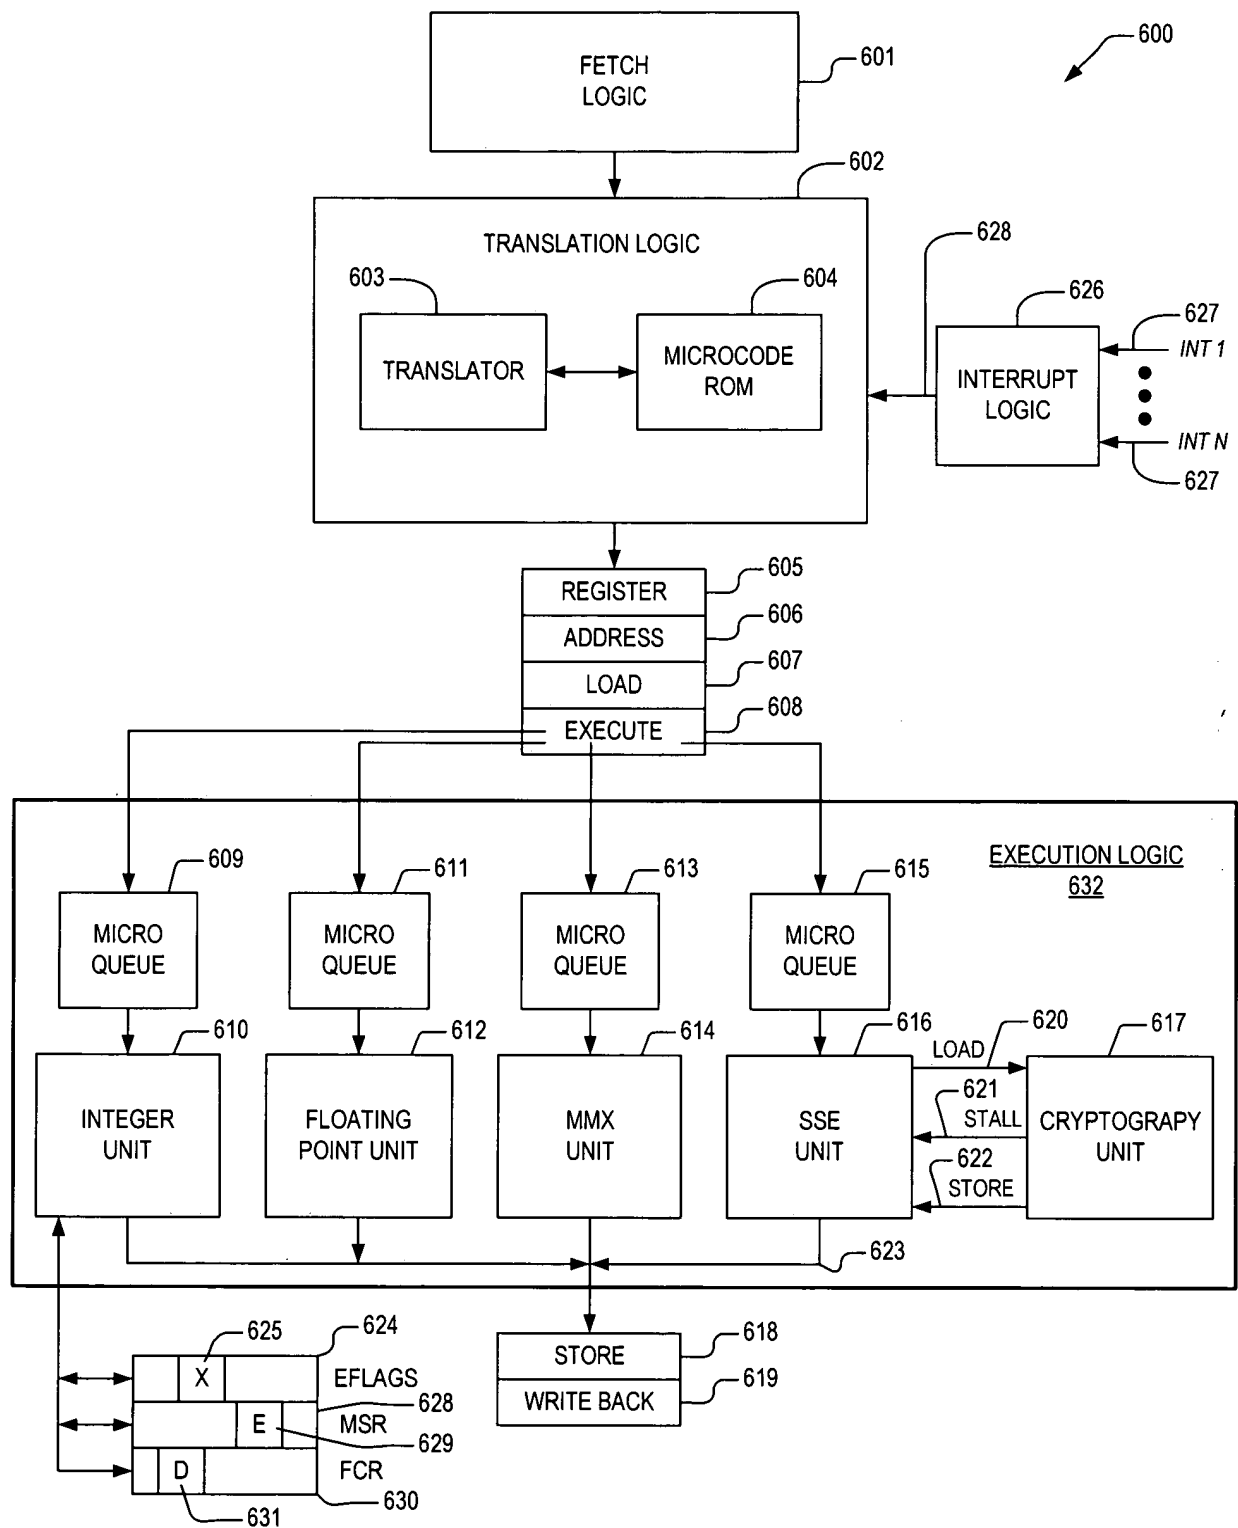 600
FETCH
LOGIC
601
602
TRANSLATION LOGIC
628
603
604
626
627
TRANSLATOR
MICROCODE
ROM
INTERRUPT
LOGIC
INT 1
INT N
627
REGISTER
605
ADDRESS
606
LOAD
607
EXECUTE
608
EXECUTION LOGIC
632
609
611
613
615
MICRO
QUEUE
MICRO
QUEUE
MICRO
QUEUE
MICRO
QUEUE
610
612
614
616
620
617
LOAD
INTEGER
UNIT
FLOATING
POINT UNIT
MMX
UNIT
SSE
UNIT
621
STALL
622
STORE
CRYPTOGRAPY
UNIT
623
625
624
X
EFLAGS
628
E
MSR
629
D
FCR
631
630
STORE
618
WRITE BACK
619